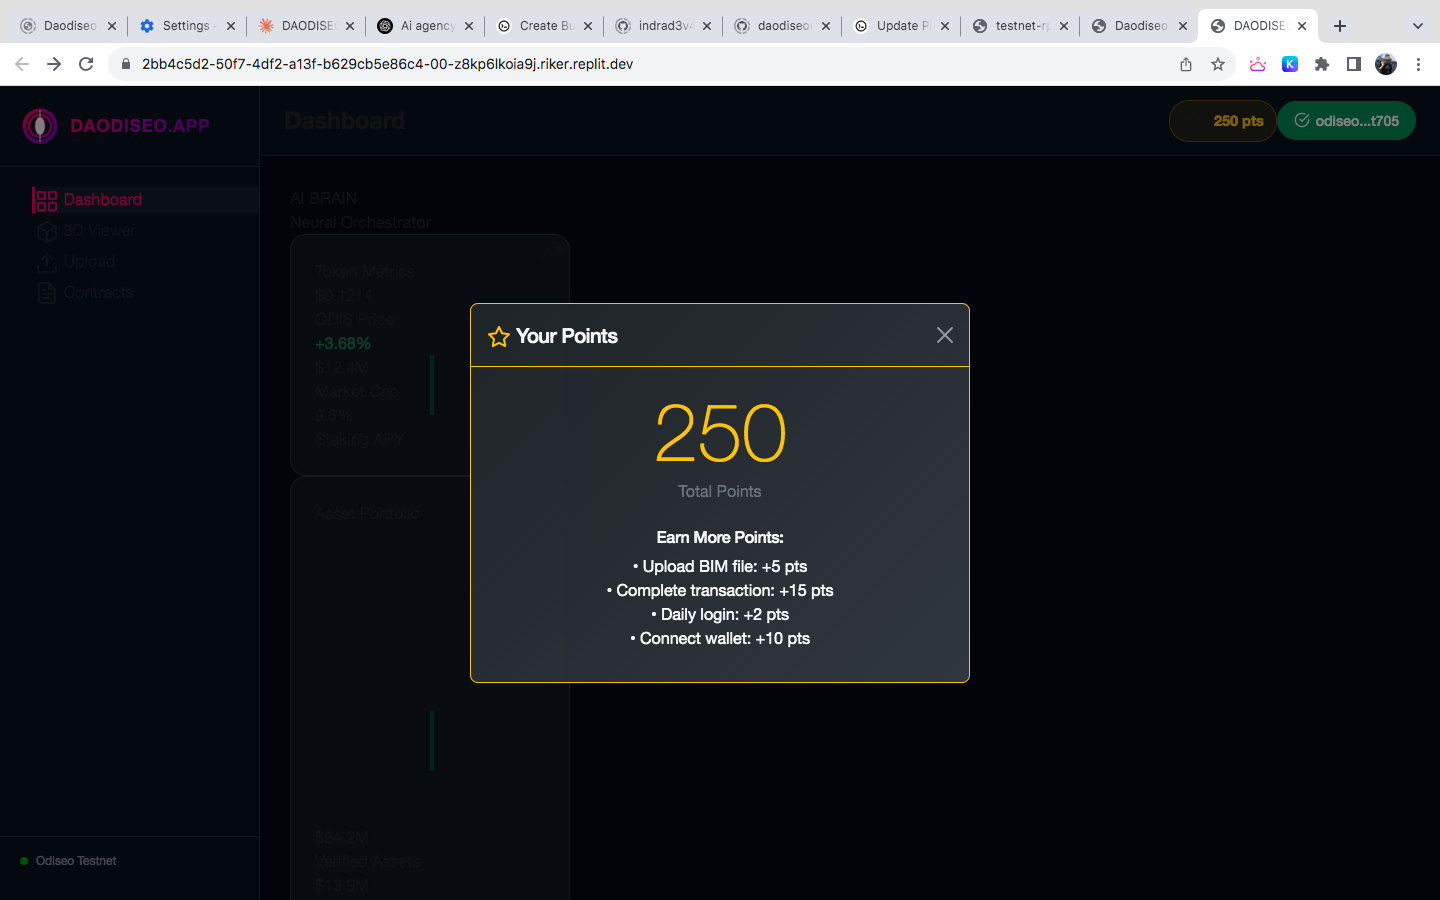 Daodiseo
Settings -
DAODISE
Ai agency
Create Bu
indrad3v4
daodiseo
Update P
testnet-rp
Daodiseo
DAODISE
2bb4c5d2-50f7-4df2-a13f-b629cb5e86c4-00-z8kp6lkoia9j.riker.replit.dev
K
DAODISEO.APP
Dashboard
250 pts
odiseo...t705
Dashboard
3D Viewer
Upload
Contracts
AI BRAIN
Neural Orchestrator
Token Metrics
$0.1214
ODIS Price
+3.68%
$12.4M
Market Cap
9.5%
Staking APY
Asset Portfolio
$24.2M
Verified Assets
$13.9M
Your Points
250
Total Points
Earn More Points:
• Upload BIM file: +5 pts
• Complete transaction: +15 pts
• Daily login: +2 pts
• Connect wallet: +10 pts
Odiseo Testnet